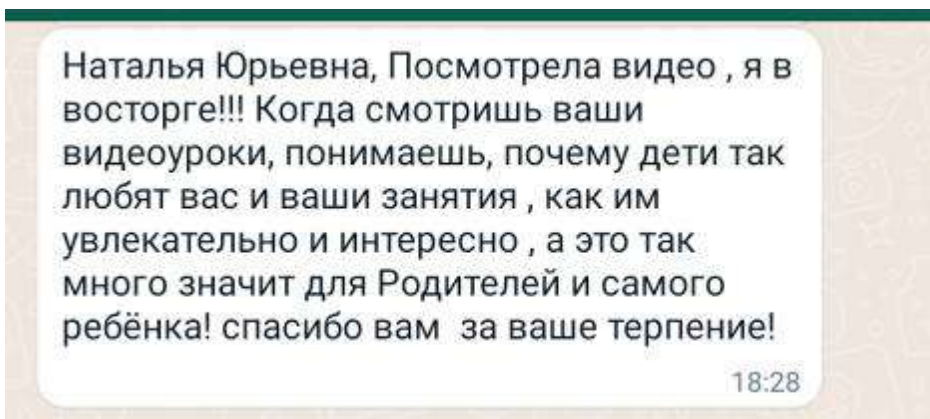 Наталья Юрьевна, Посмотрела видео , я в
восторге!!! Когда смотришь ваши
видеоуроки, понимаешь, почему дети так
любят вас и ваши занятия , как им
увлекательно и интересно , а это так
много значит для Родителей и самого
ребёнка! спасибо вам  за ваше терпение!
18:28